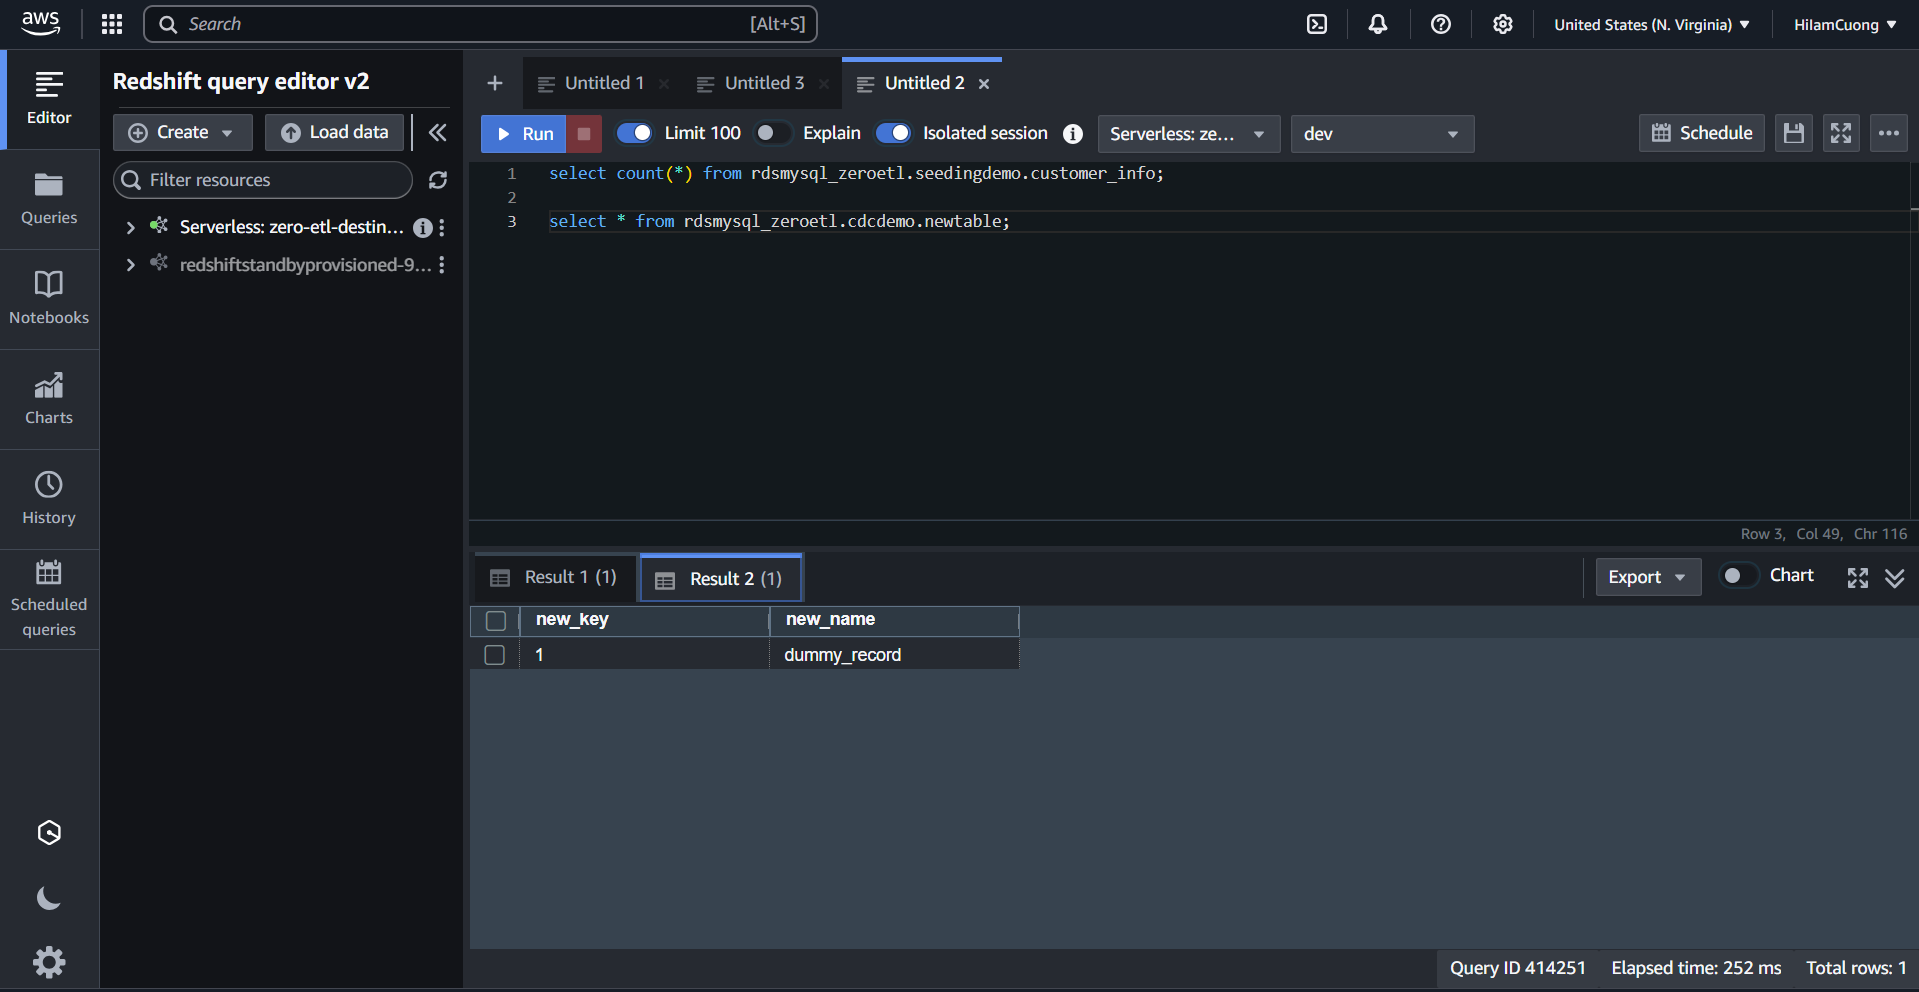 aws
Search
[Alt+S]
United States (N. Virginia)
HilamCuong
Editor
Queries
Notebooks
Charts
History
Scheduled
queries
Redshift query editor v2
Create
Load data
Filter resources
Serverless: zero-etl-destin...
redshiftstandbyprovisioned-9...
Untitled 1
Untitled 3
Untitled 2
Run
Limit 100
Explain
Isolated session
Serverless: ze...
dev
Schedule
1 select count(*) from rdsmysql_zeroetl.seedingdemo.customer_info;
2
3 select * from rdsmysql_zeroetl.cdcdemo.newtable;
Row 3, Col 49, Chr 116
Result 1 (1)
Result 2 (1)
Export
Chart
new_key new_name
1 dummy_record
Query ID 414251 Elapsed time: 252 ms Total rows: 1